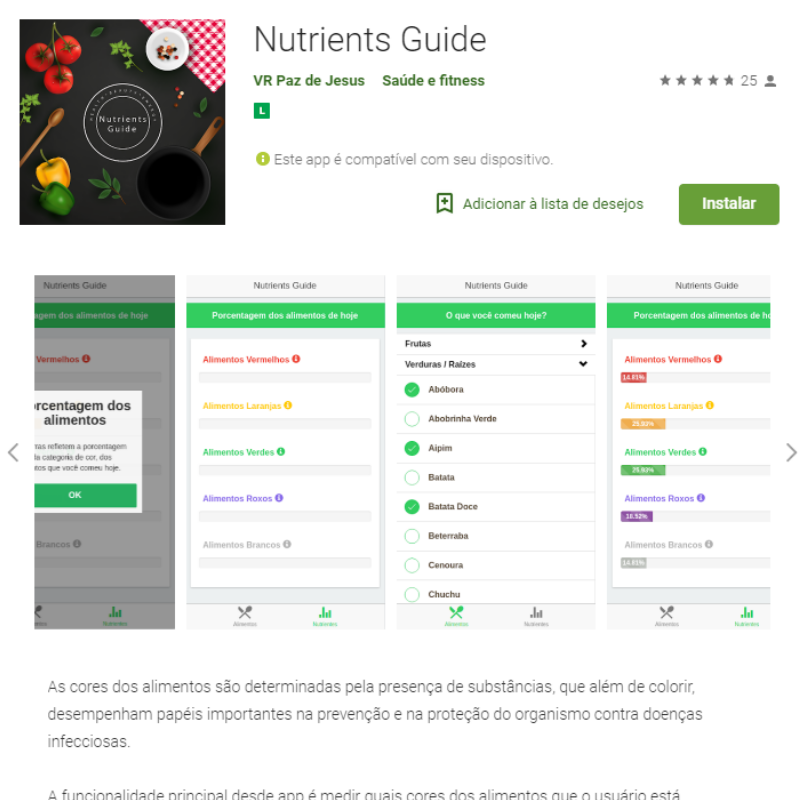 Nutrients Guide
VR Paz de Jesus Saúde e fitness
25
L
Nutrients
Guide
Este app é compatível com seu dispositivo.
Adicionar à lista de desejos
Instalar
Nutrients Guide
agem dos alimentos de hoje
Vermelhos
rcentagem dos
alimentos
ras refletem a porcentagem
da categoria de cor, dos
tos que você comeu hoje.
OK
Brancos
Nutrientes
Nutrients Guide
Porcentagem dos alimentos de hoje
Alimentos Vermelhos
Alimentos Laranjas
Alimentos Verdes
Alimentos Roxos
Alimentos Brancos
Alimentos
Nutrientes
Nutrients Guide
O que você comeu hoje?
Frutas
Verduras / Raízes
Abóbora
Abobrinha Verde
Aipim
Batata
Batata Doce
Beterraba
Cenoura
Chuchu
Alimentos
Nutrientes
Nutrients Guide
Porcentagem dos alimentos de ho
Alimentos Vermelhos
14.81%
Alimentos Laranjas
25.93%
Alimentos Verdes
25.93%
Alimentos Roxos
18.52%
Alimentos Brancos
14.81%
Alimentos
Nutrientes
As cores dos alimentos são determinadas pela presença de substâncias, que além de colorir,
desempenham papéis importantes na prevenção e na proteção do organismo contra doenças
infecciosas.
A funcionalidade principal desde app é medir quais cores dos alimentos que o usuário está